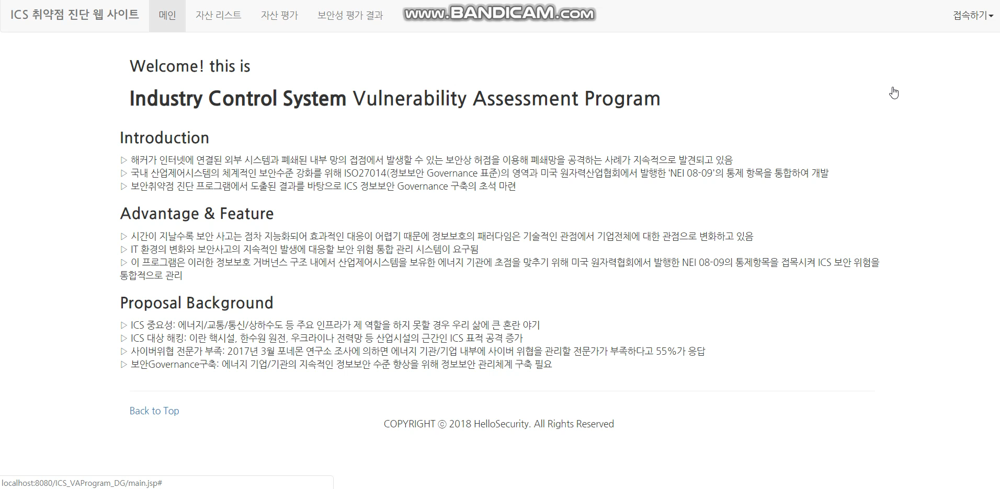 ICS 취약점 진단 웹 사이트 메인 자산 리스트 자산 평가 보안성 평가 결과 www.BANDICAM.com 접속하기
Welcome! this is
Industry Control System Vulnerability Assessment Program
Introduction
▷ 해커가 인터넷에 연결된 외부 시스템과 폐쇄된 내부 망의 접점에서 발생할 수 있는 보안상 허점을 이용해 폐쇄망을 공격하는 사례가 지속적으로 발견되고 있음
▷ 국내 산업제어시스템의 체계적인 보안수준 강화를 위해 ISO27014(정보보안 Governance 표준)의 영역과 미국 원자력산업협회에서 발행한 ‘NEI 08-09'의 통제 항목을 통합하여 개발
▷ 보안취약점 진단 프로그램에서 도출된 결과를 바탕으로 ICS 정보보안 Governance 구축의 초석 마련
Advantage & Feature
▷ 시간이 지날수록 보안 사고는 점차 지능화되어 효과적인 대응이 어렵기 때문에 정보보호의 패러다임은 기술적인 관점에서 기업전체에 대한 관점으로 변화하고 있음
▷ IT 환경의 변화와 보안사고의 지속적인 발생에 대응할 보안 위험 통합 관리 시스템이 요구됨
▷ 이 프로그램은 이러한 정보보호 거버넌스 구조 내에서 산업제어시스템을 보유한 에너지 기관에 초점을 맞추기 위해 미국 원자력협회에서 발행한 NEI 08-09의 통제항목을 접목시켜 ICS 보안 위험을
통합적으로 관리
Proposal Background
▷ ICS 중요성: 에너지/교통/통신/상하수도 등 주요 인프라가 제 역할을 하지 못할 경우 우리 삶에 큰 혼란 야기
▷ ICS 대상 해킹: 이란 핵시설, 한수원 원전, 우크라이나 전력망 등 산업시설의 근간인 ICS 표적 공격 증가
▷ 사이버위협 전문가 부족: 2017년 3월 포네몬 연구소 조사에 의하면 에너지 기관/기업 내부에 사이버 위협을 관리할 전문가가 부족하다고 55%가 응답
▷ 보안Governance구축: 에너지 기업/기관의 지속적인 정보보안 수준 향상을 위해 정보보안 관리체계 구축 필요
Back to Top
COPYRIGHT ⓒ 2018 HelloSecurity. All Rights Reserved
localhost:8080/ICS_VAProgram_DG/main.jsp#